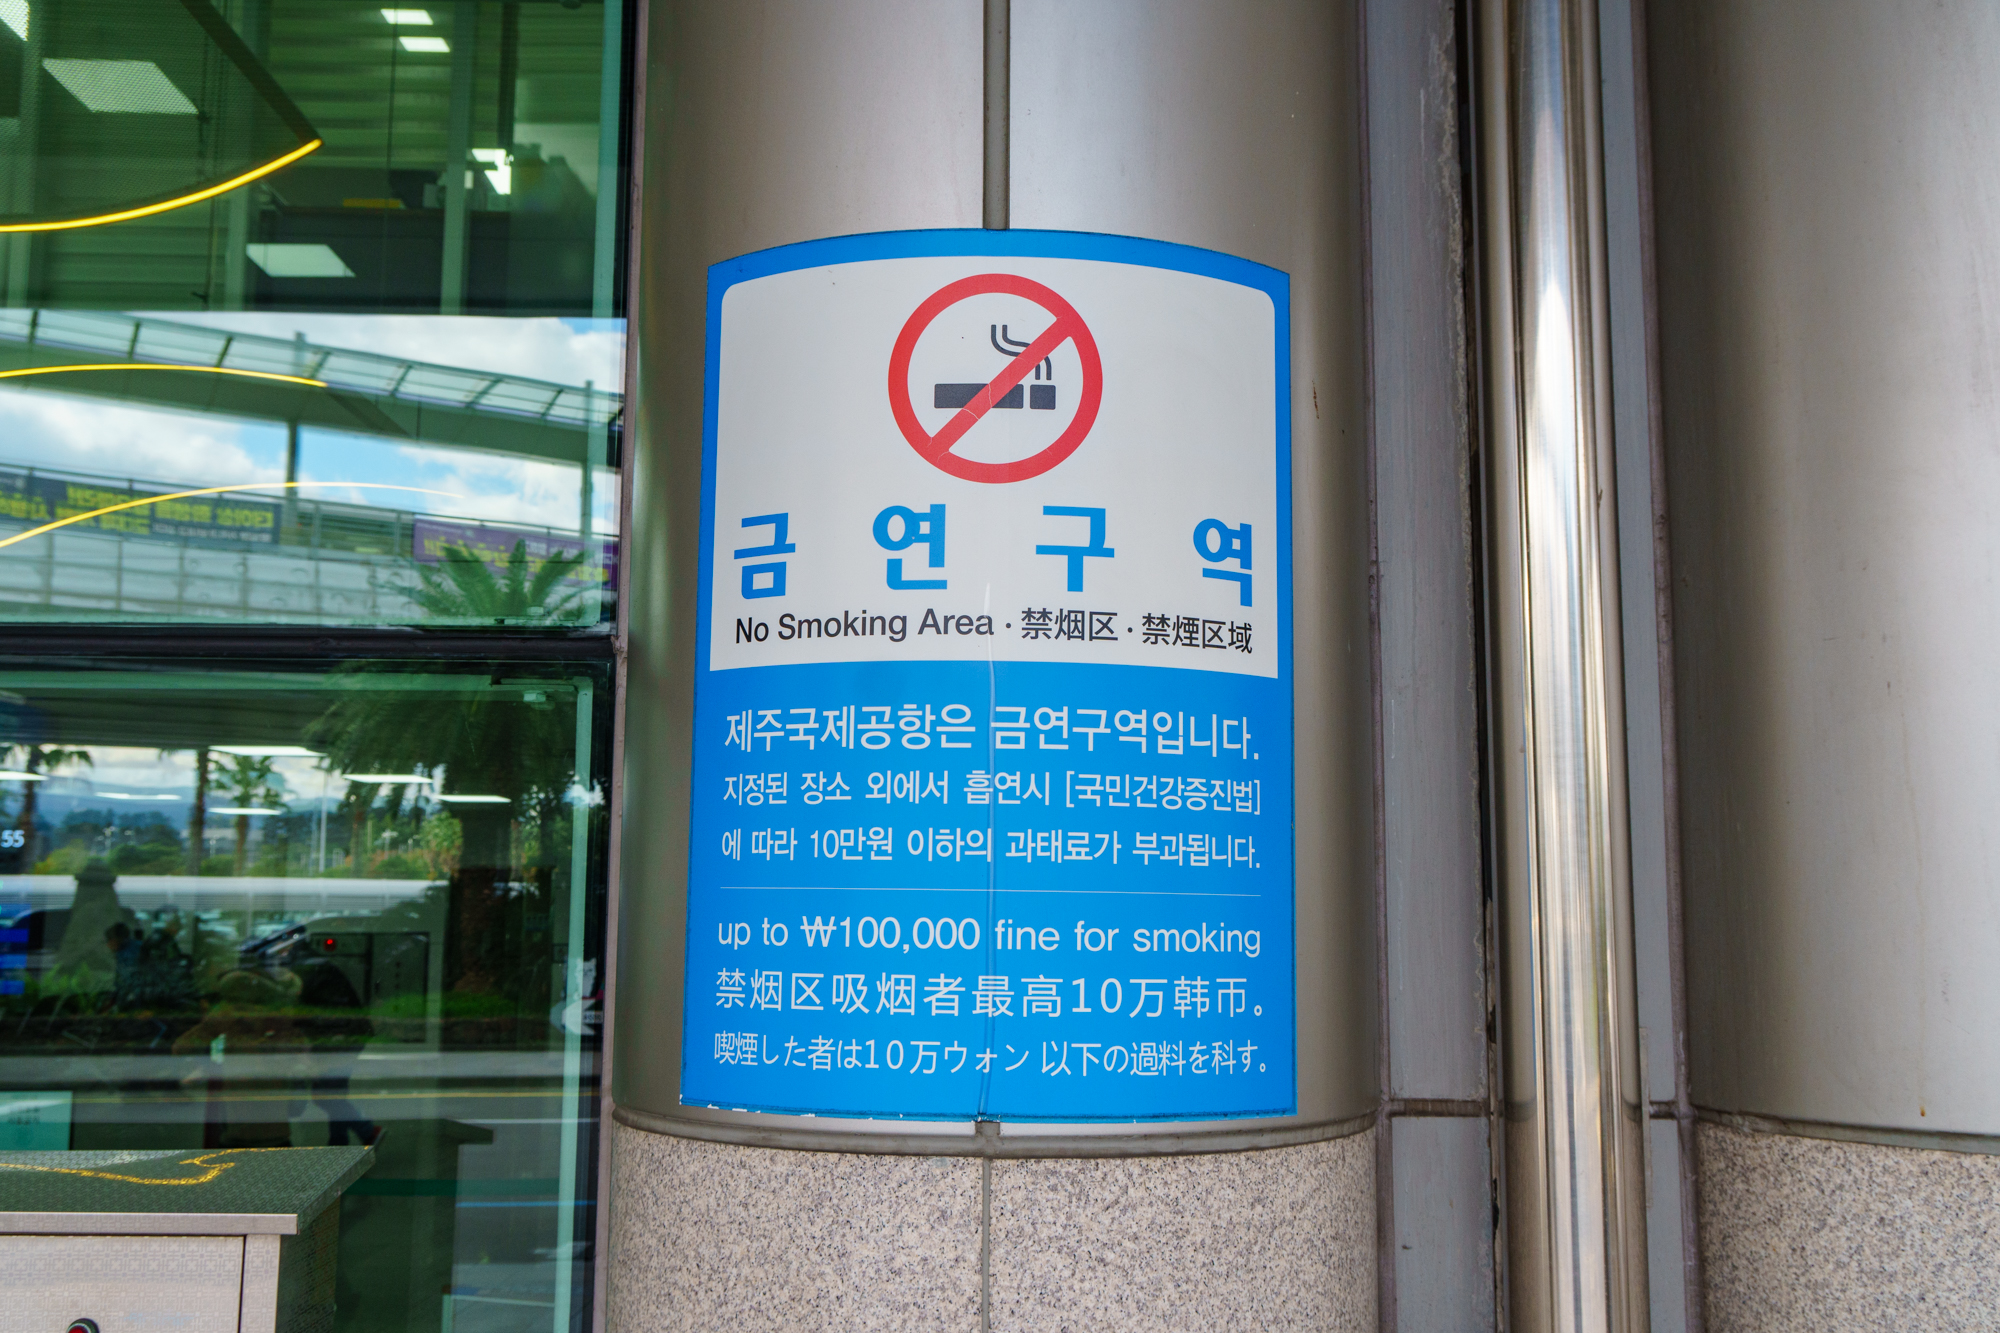 금연구역
No Smoking Area · 禁烟区 · 禁煙区域
제주국제공항은 금연구역입니다.
지정된 장소 외에서 흡연시 [국민건강증진법]
에 따라 10만원 이하의 과태료가 부과됩니다.
up to ₩100,000 fine for smoking
禁烟区吸烟者最高10万韩币。
喫煙した者は10万ウォン 以下の過料を科す。
55